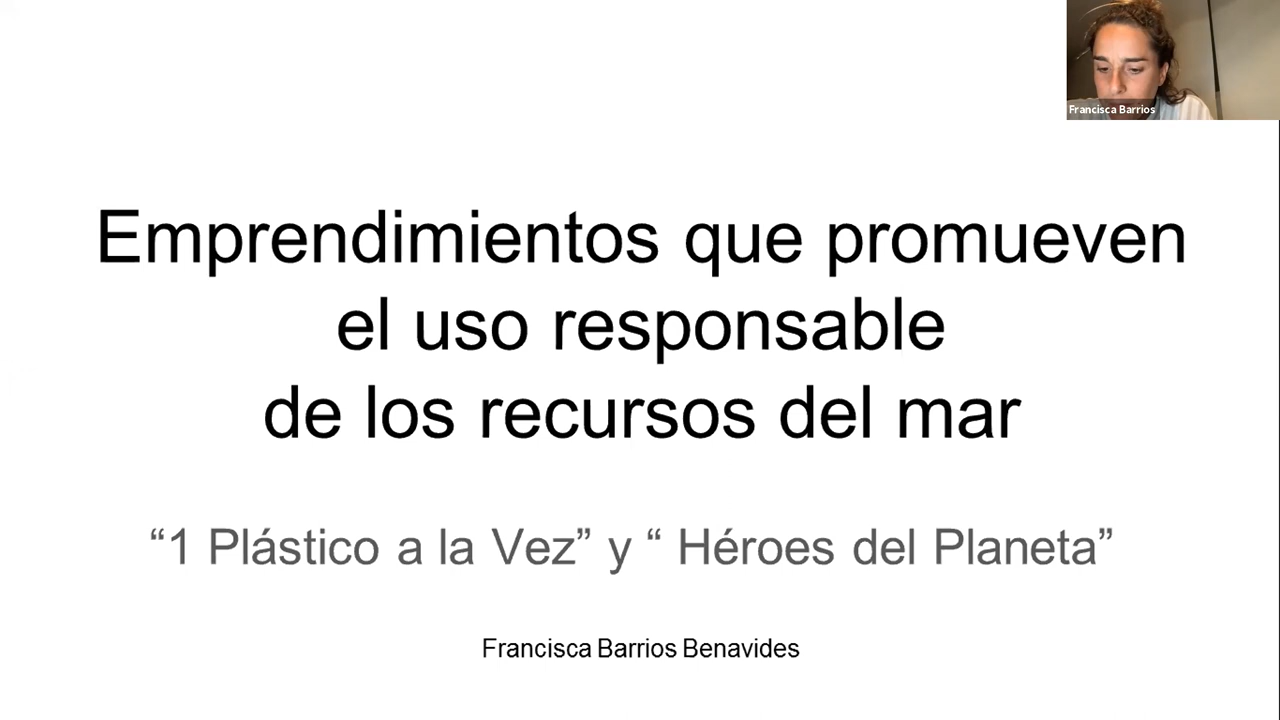 Francisca Barrios
Emprendimientos que promueven
el uso responsable
de los recursos del mar
“1 Plástico a la Vez” y “ Héroes del Planeta”
Francisca Barrios Benavides